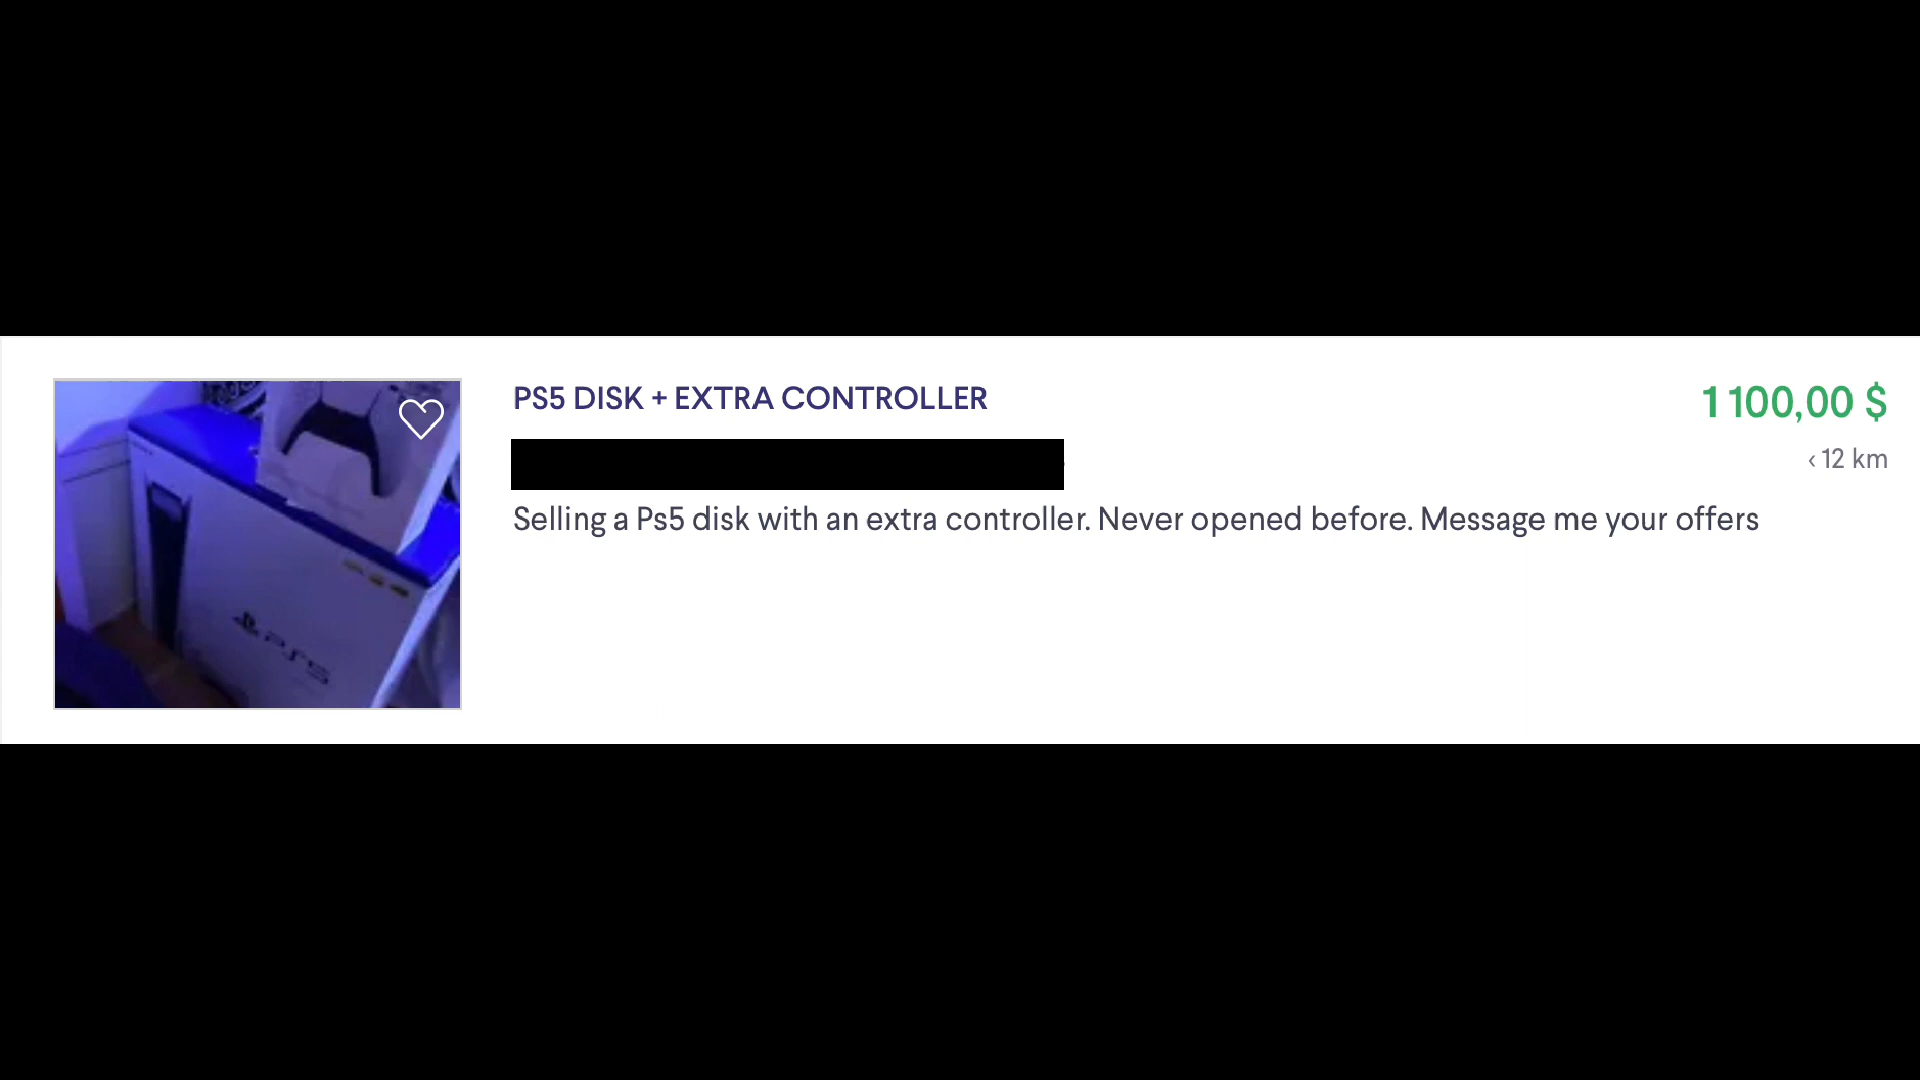 PS5 DISK + EXTRA CONTROLLER
1 100,00 $
< 12 km
Selling a Ps5 disk with an extra controller. Never opened before. Message me your offers
PS5